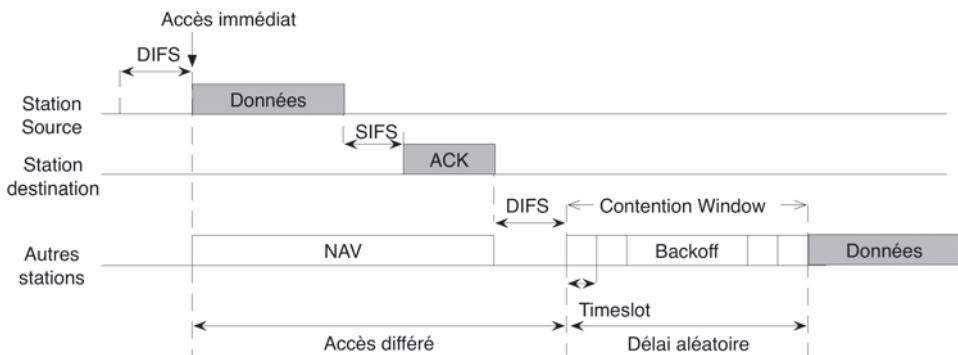 Accès immédiat
DIFS
Données
Station
Source
SIFS
ACK
Station
destination
DIFS
Contention Window
NAV
Backoff
Données
Autres
stations
Timeslot
Accès différé
Délai aléatoire